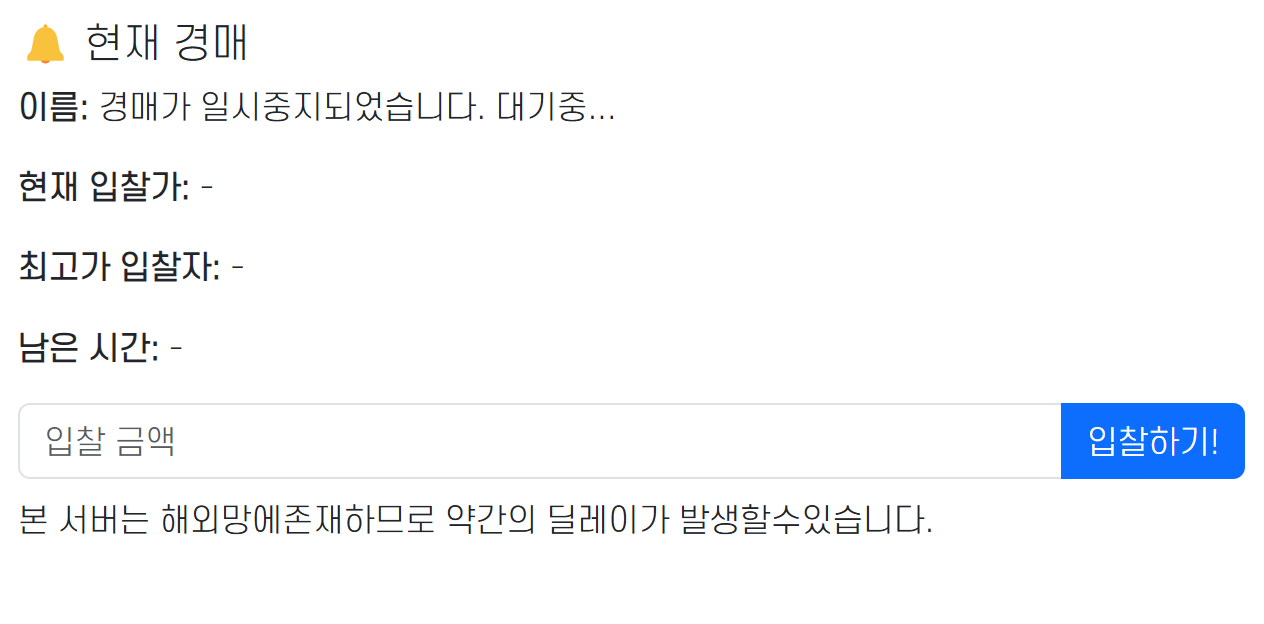 🔔 현재 경매
이름: 경매가 일시중지되었습니다. 대기중...
현재 입찰가: -
최고가 입찰자: -
남은 시간: -
입찰 금액
입찰하기!
본 서버는 해외망에존재하므로 약간의 딜레이가 발생할수있습니다.